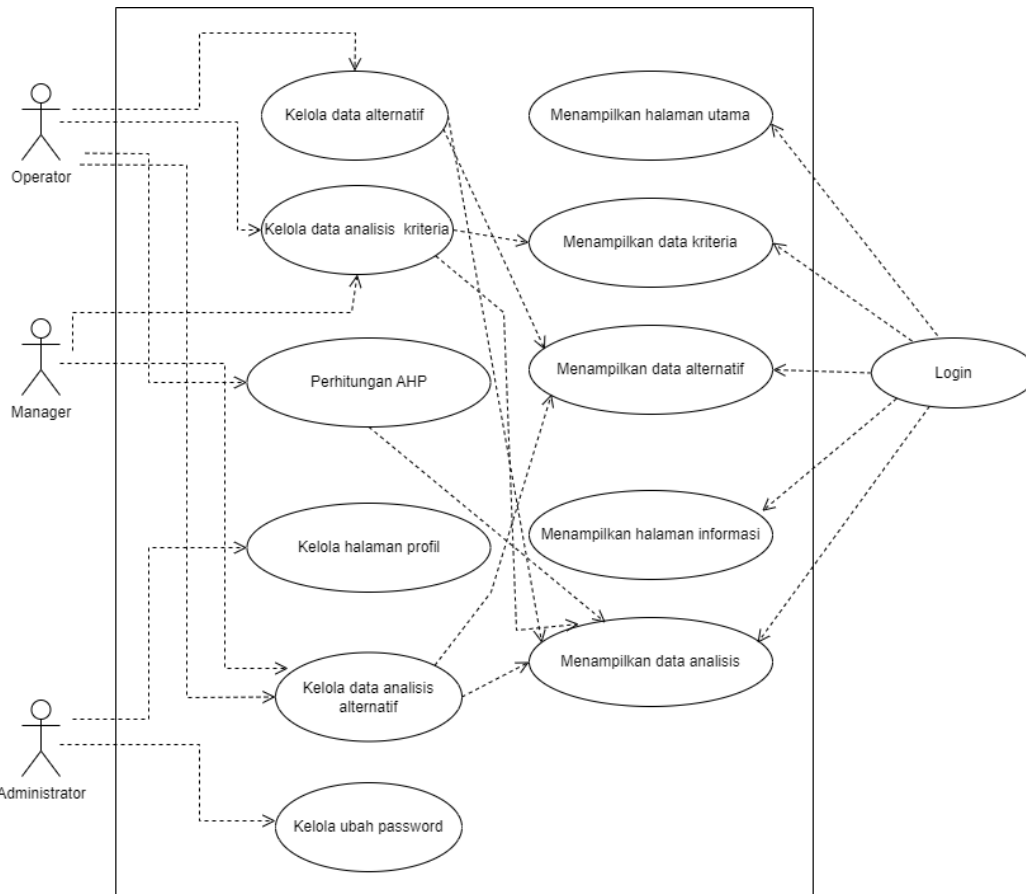 Kelola data alternatif
Menampilkan halaman utama
Operator
Kelola data analisis kriteria
Menampilkan data kriteria
Manager
Perhitungan AHP
Menampilkan data alternatif
Login
Kelola halaman profil
Menampilkan halaman informasi
Kelola data analisis
alternatif
Menampilkan data analisis
Administrator
Kelola ubah password